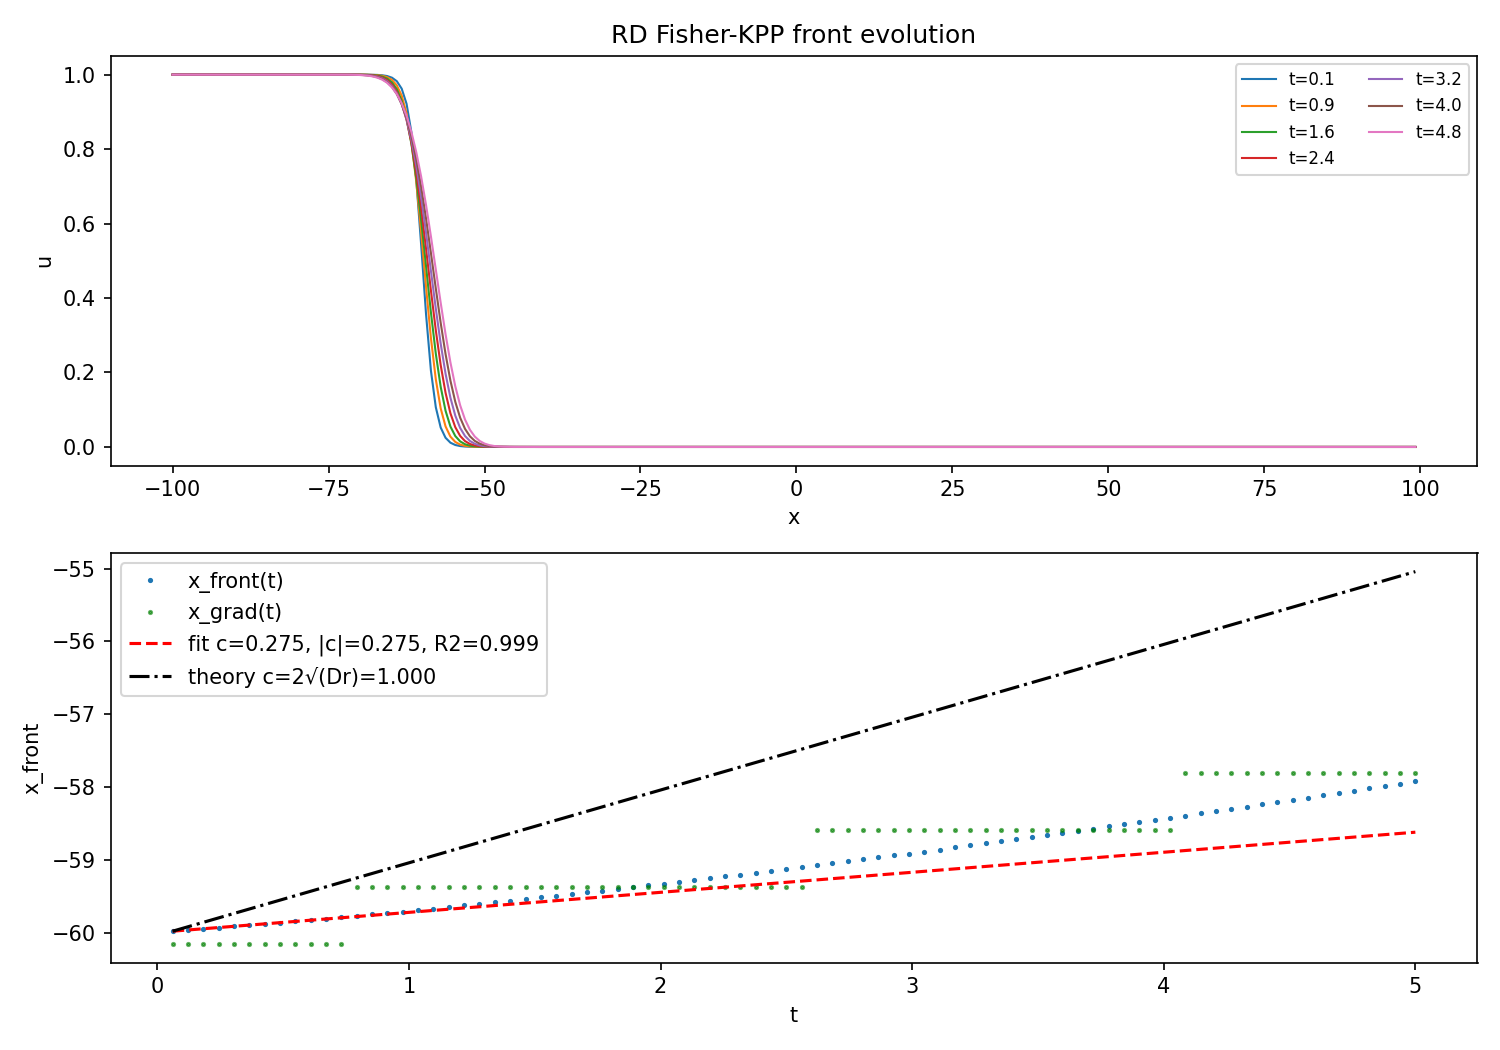 RD Fisher-KPP front evolution
1.0
0.8
0.6
0.4
0.2
0.0
u
t=0.1
t=0.9
t=1.6
t=2.4
t=3.2
t=4.0
t=4.8
−100
−75
−50
−25
0
25
50
75
100
x
−55
−56
−57
−58
−59
−60
x_front
x_front(t)
x_grad(t)
fit c=0.275, |c|=0.275, R2=0.999
theory c=2√(Dr)=1.000
0
1
2
3
4
5
t